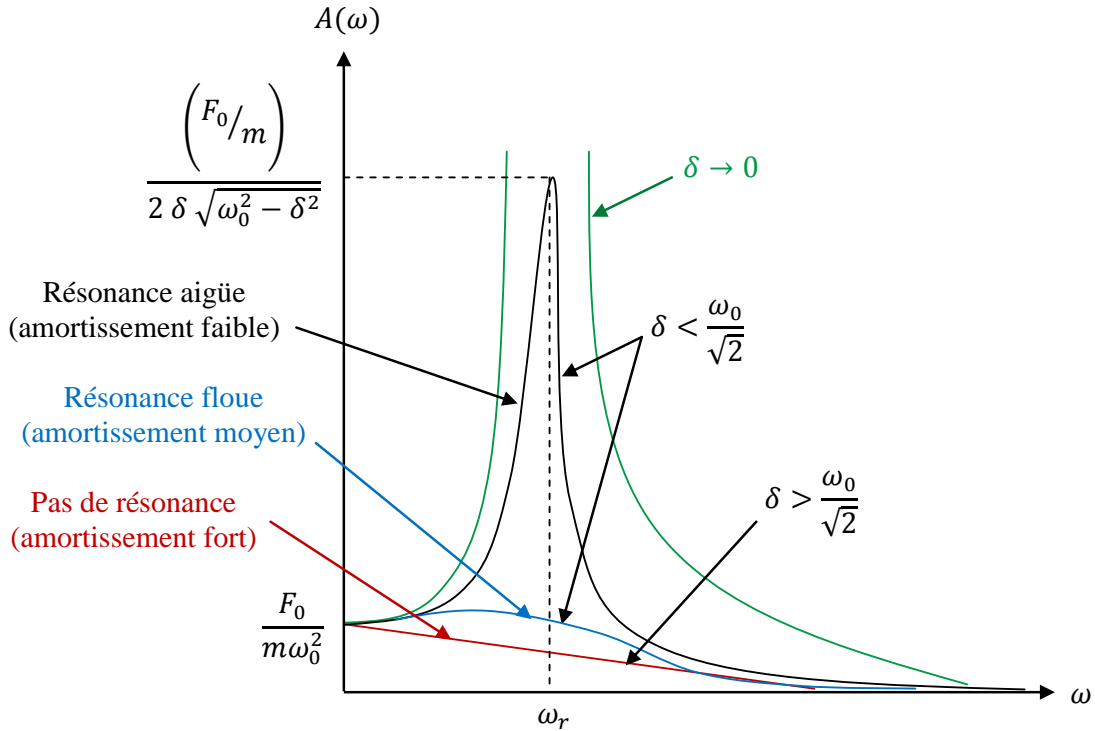 A(ω)
(F₀/m)
2 δ √(ω₀² − δ²)
δ → 0
Résonance aigüe
(amortissement faible)
δ < ω₀/√2
Résonance floue
(amortissement moyen)
Pas de résonance
(amortissement fort)
δ > ω₀/√2
F₀
mω₀²
ω
ωᵣ